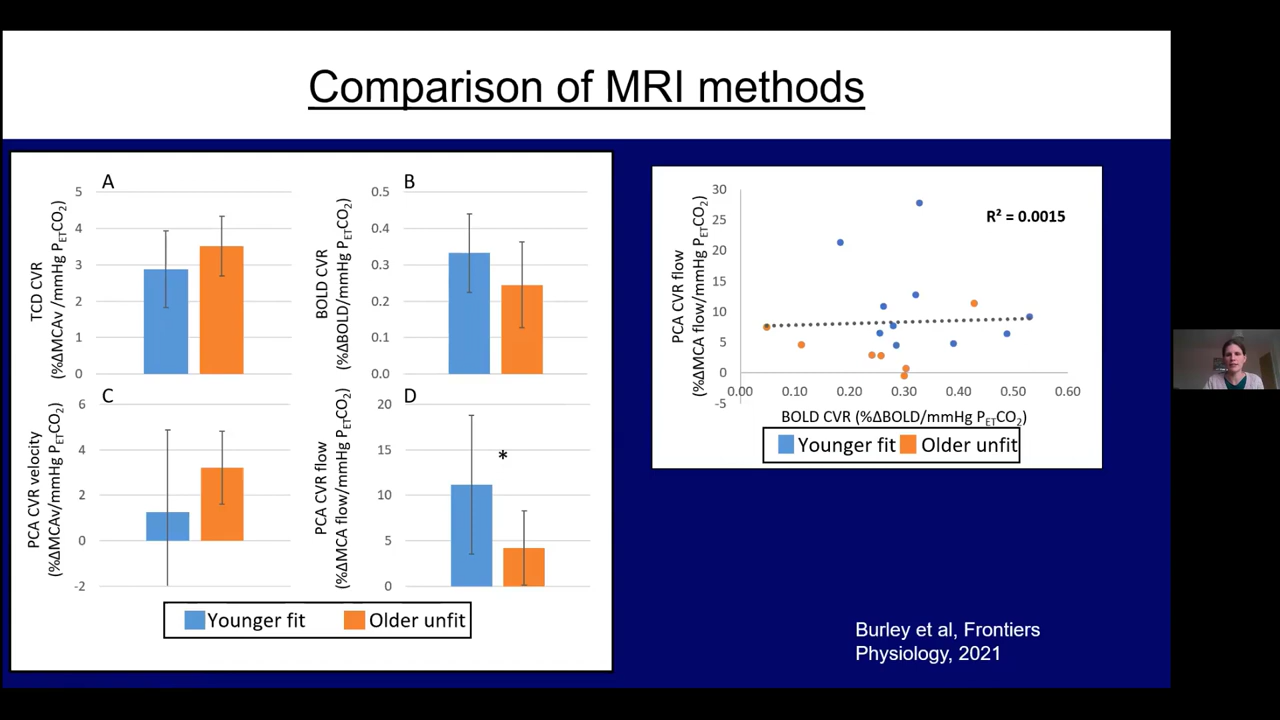 Comparison of MRI methods
A
TCD CVR
(%ΔMCAv /mmHg PETCO2)
5
4
3
2
1
0
B
BOLD CVR
(%ΔBOLD/mmHg PETCO2)
0.5
0.4
0.3
0.2
0.1
0.0
C
PCA CVR velocity
(%ΔMCAv/mmHg PETCO2)
6
4
2
0
-2
D
PCA CVR flow
(%ΔMCA flow/mmHg PETCO2)
20
15
10
5
0
*
Younger fit Older unfit
PCA CVR flow
(%ΔMCA flow/mmHg PETCO2)
30
25
20
15
10
5
0
-5
R² = 0.0015
0.00 0.10 0.20 0.30 0.40 0.50 0.60
BOLD CVR (%ΔBOLD/mmHg PETCO2)
Younger fit Older unfit
Burley et al, Frontiers
Physiology, 2021